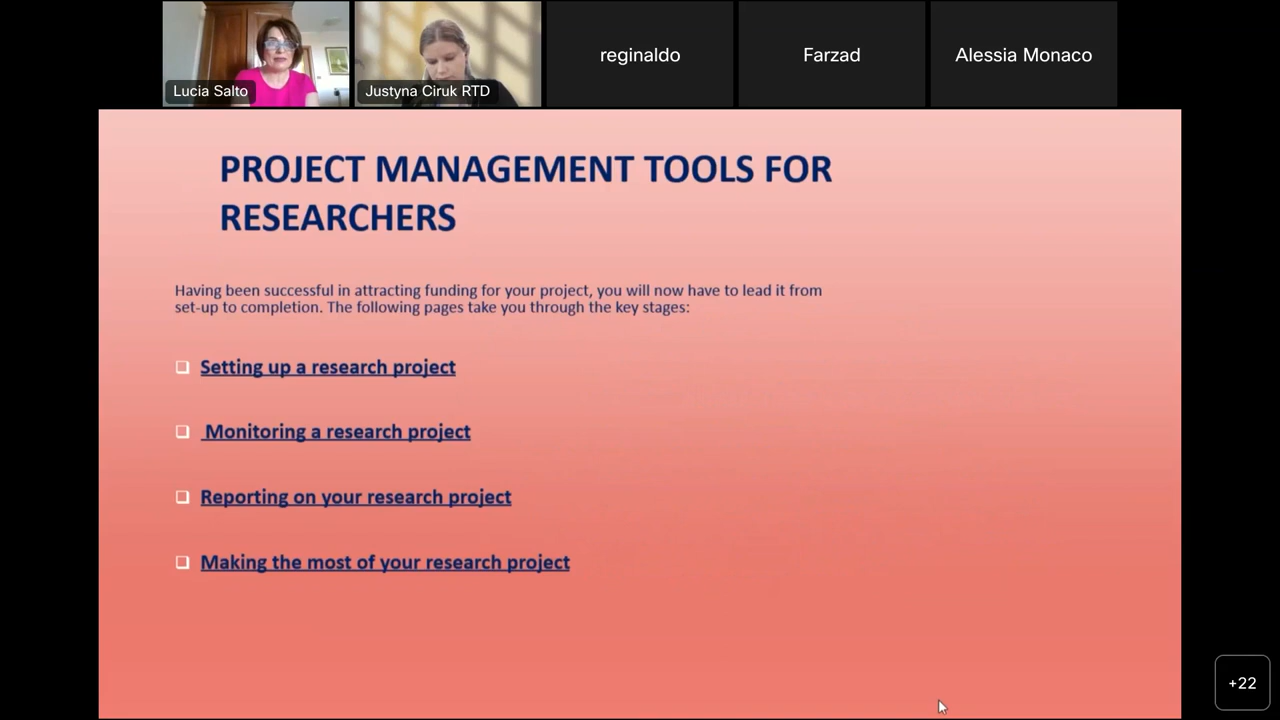 Lucia Salto
Justyna Ciruk RTD
reginaldo
Farzad
Alessia Monaco
PROJECT MANAGEMENT TOOLS FOR
RESEARCHERS
Having been successful in attracting funding for your project, you will now have to lead it from
set-up to completion. The following pages take you through the key stages:
❑ Setting up a research project
❑ Monitoring a research project
❑ Reporting on your research project
❑ Making the most of your research project
+22